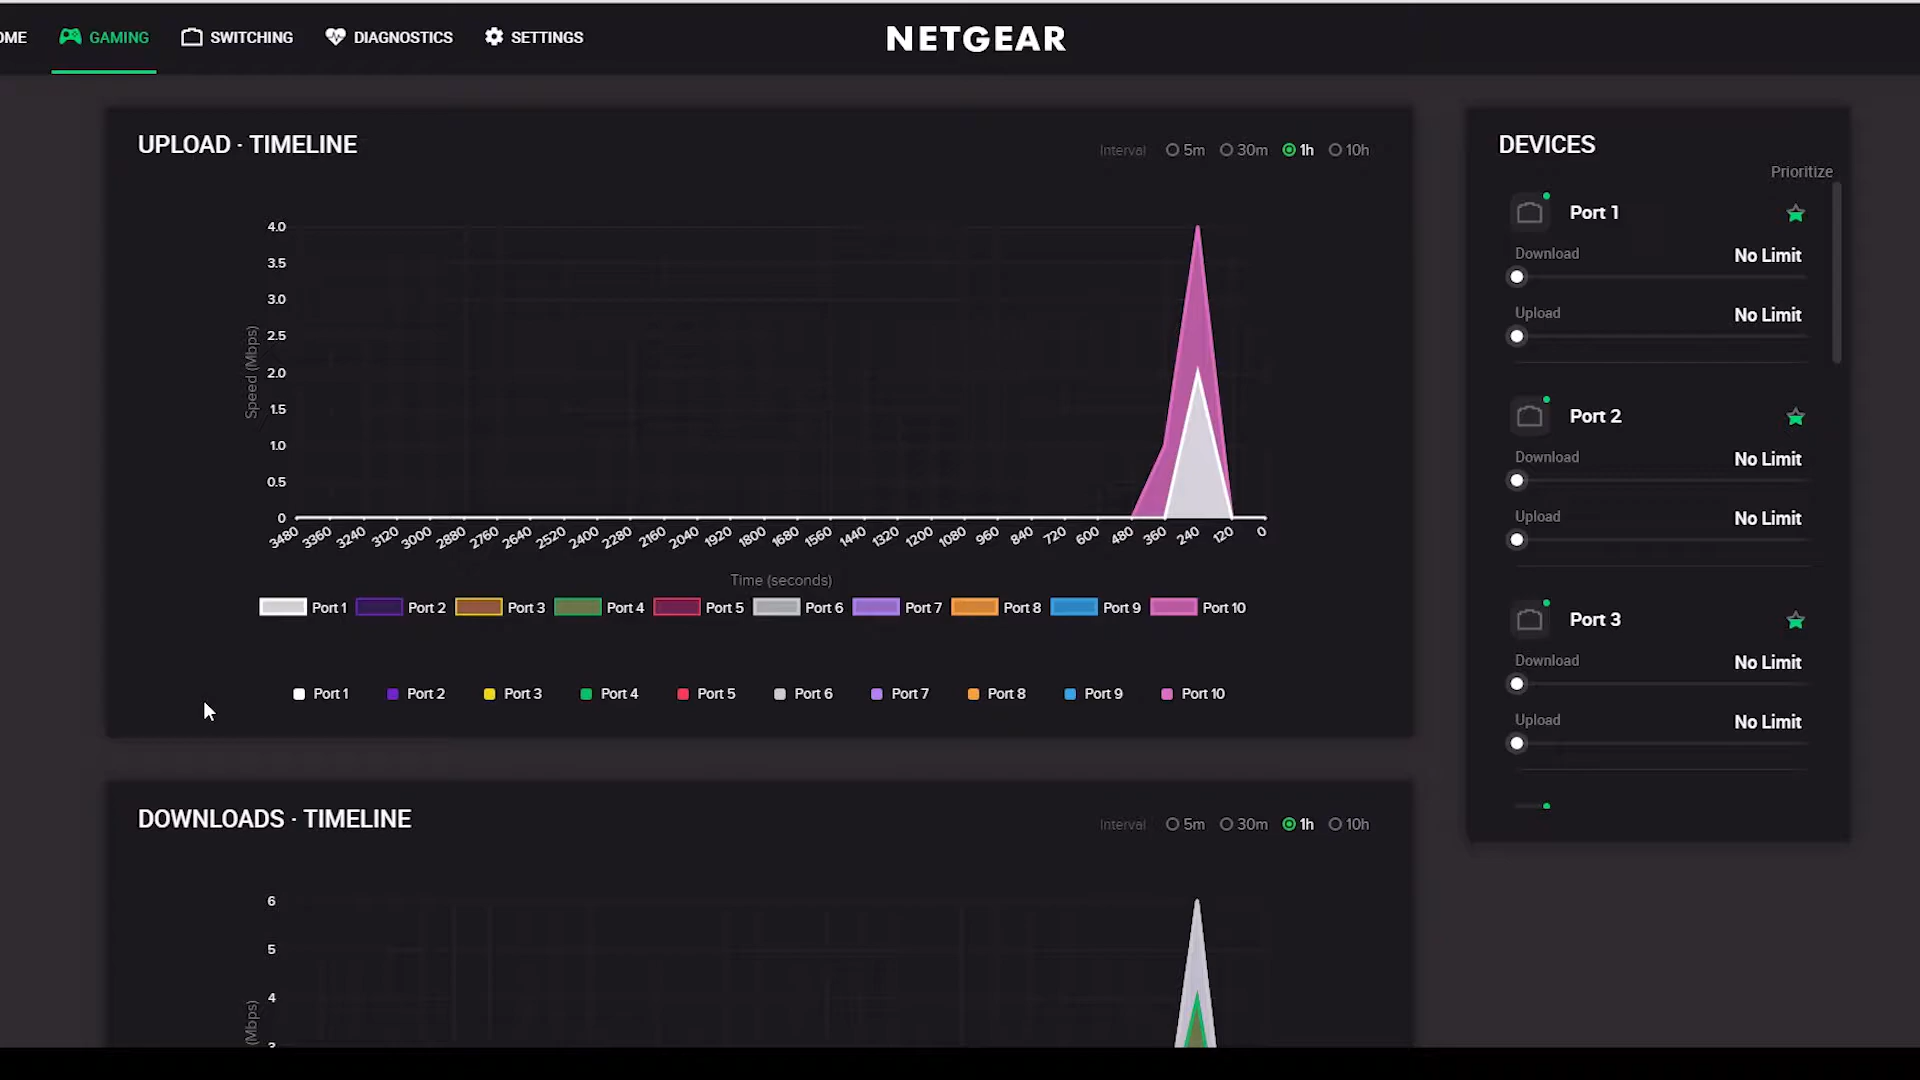 OME GAMING SWITCHING DIAGNOSTICS SETTINGS NETGEAR
UPLOAD · TIMELINE
Interval 5m 30m 1h 10h
4.0
3.5
3.0
2.5
2.0
1.5
1.0
0.5
0
Speed (Mbps)
3480 3360 3240 3120 3000 2880 2760 2640 2520 2400 2280 2160 2040 1920 1800 1680 1560 1440 1320 1200 1080 960 840 720 600 480 360 240 120 0
Time (seconds)
Port 1 Port 2 Port 3 Port 4 Port 5 Port 6 Port 7 Port 8 Port 9 Port 10
Port 1 Port 2 Port 3 Port 4 Port 5 Port 6 Port 7 Port 8 Port 9 Port 10
DOWNLOADS · TIMELINE
Interval 5m 30m 1h 10h
6
5
4
3
(Mbps)
DEVICES
Prioritize
Port 1
Download No Limit
Upload No Limit
Port 2
Download No Limit
Upload No Limit
Port 3
Download No Limit
Upload No Limit